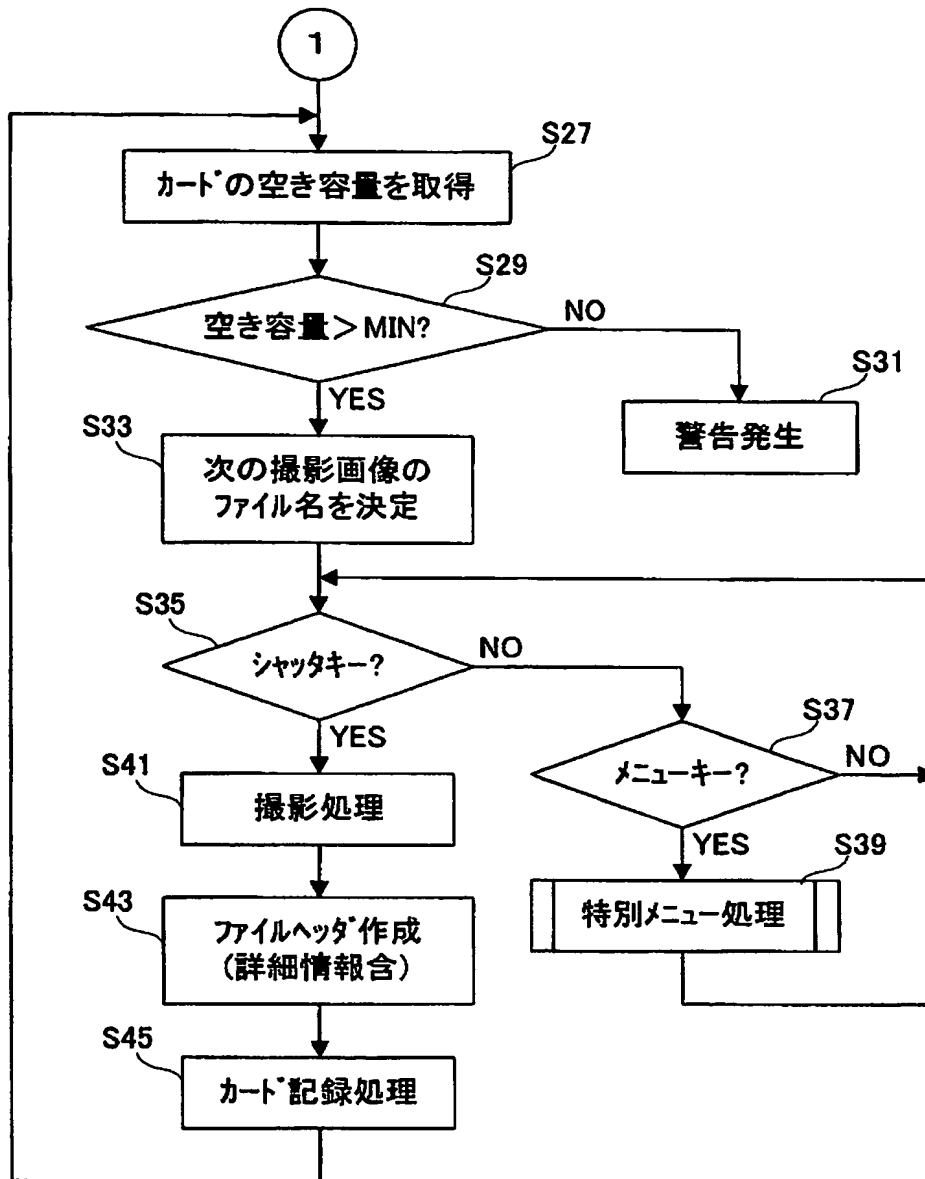 1
S27
カードの空き容量を取得
S29
空き容量＞MIN?
NO
YES
S31
警告発生
S33
次の撮影画像の
ファイル名を決定
S35
シャッタキー?
NO
YES
S37
メニューキー?
NO
YES
S41
撮影処理
S39
特別メニュー処理
S43
ファイルヘッダ作成
(詳細情報含)
S45
カード記録処理